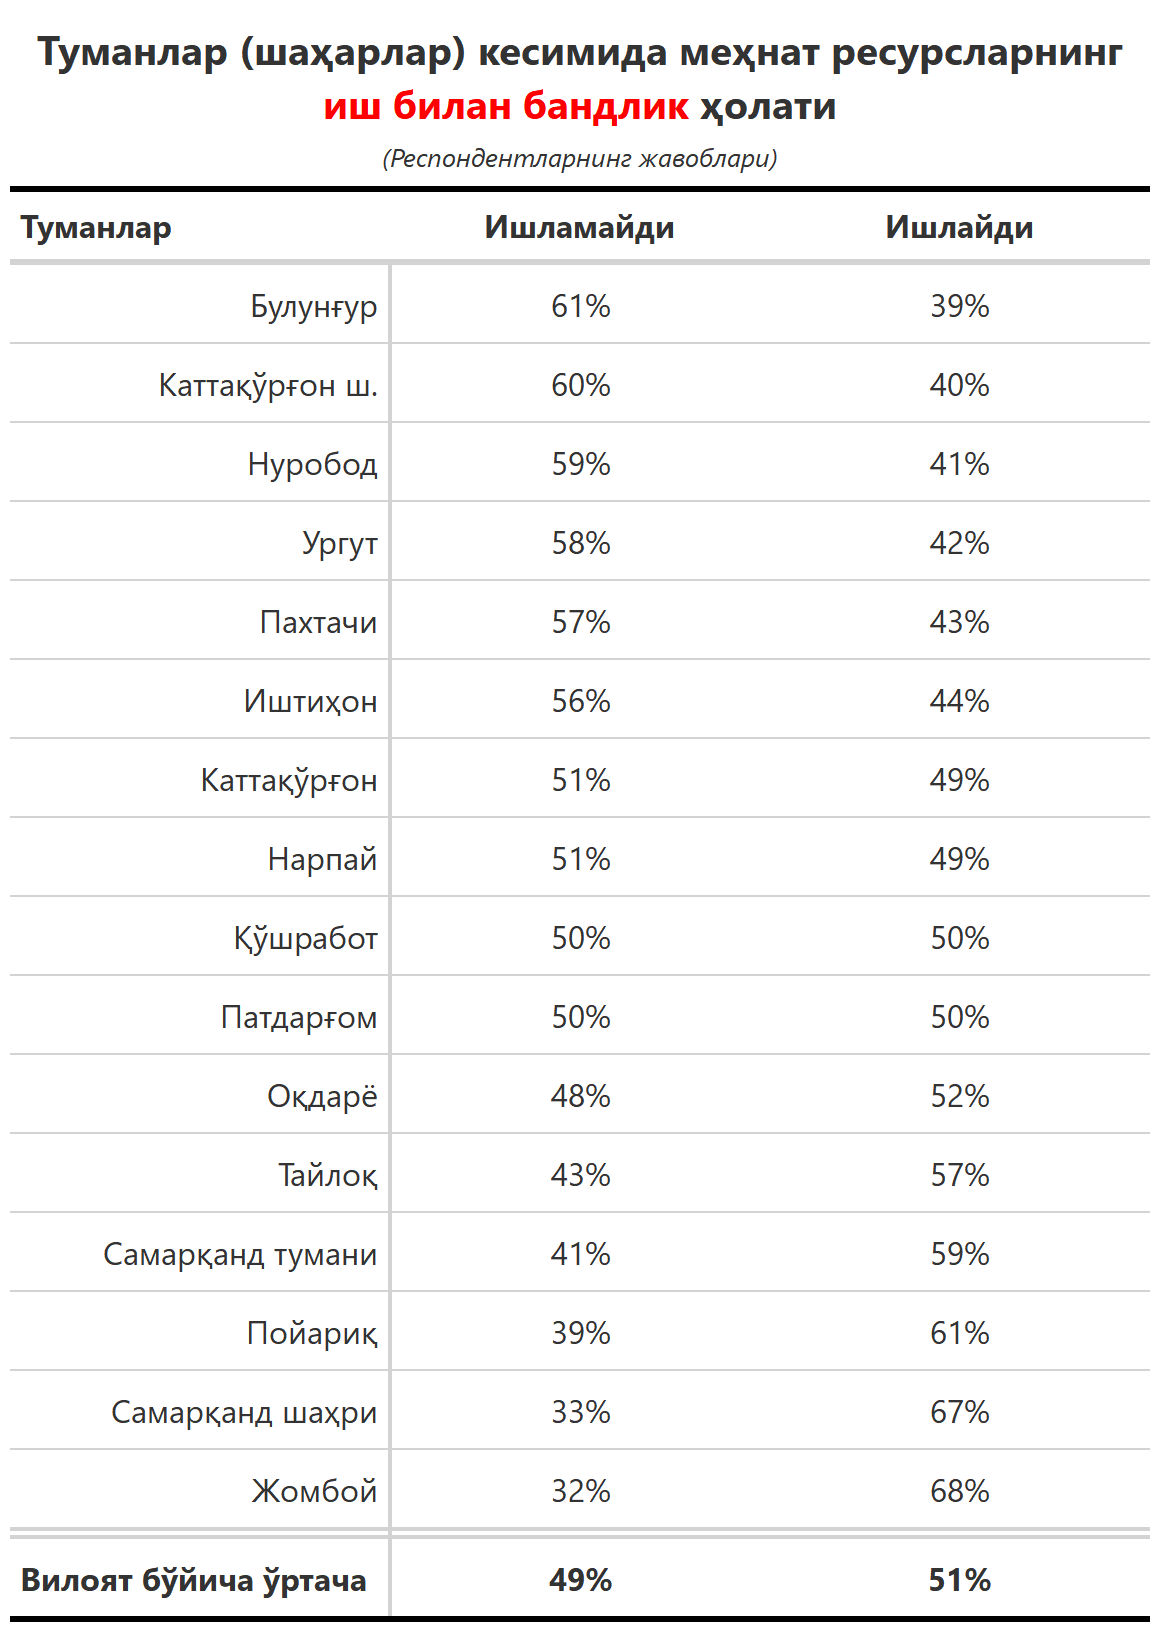 Туманлар (шаҳарлар) кесимида меҳнат ресурсларнинг
иш билан бандлик ҳолати
(Респондентларнинг жавоблари)
Туманлар Ишламайди Ишлайди
Булунғур 61% 39%
Каттақўрғон ш. 60% 40%
Нуробод 59% 41%
Ургут 58% 42%
Пахтачи 57% 43%
Иштиҳон 56% 44%
Каттақўрғон 51% 49%
Нарпай 51% 49%
Қўшработ 50% 50%
Патдарғом 50% 50%
Оқдарё 48% 52%
Тайлоқ 43% 57%
Самарқанд тумани 41% 59%
Пойариқ 39% 61%
Самарқанд шаҳри 33% 67%
Жомбой 32% 68%
Вилоят бўйича ўртача 49% 51%